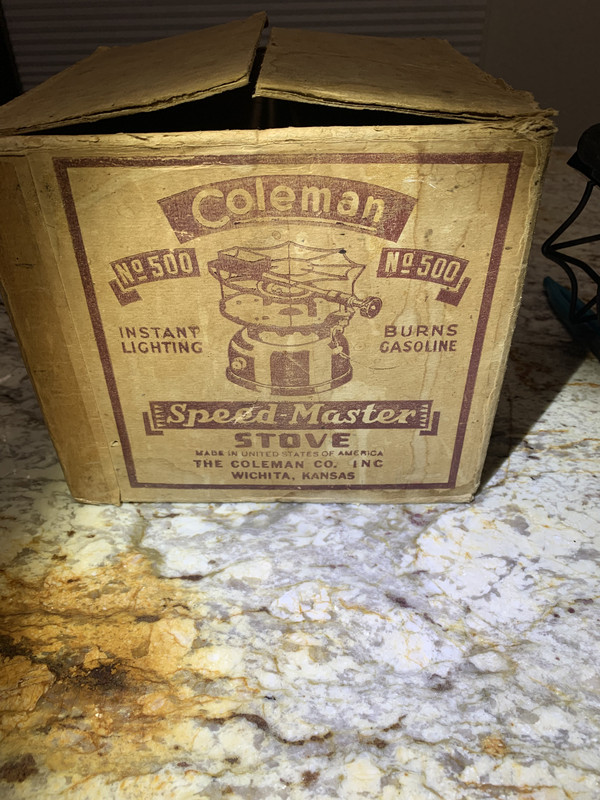 Coleman
No 500
No 500
INSTANT
LIGHTING
BURNS
GASOLINE
Speed-Master
STOVE
MADE IN UNITED STATES OF AMERICA
THE COLEMAN CO. INC
WICHITA, KANSAS